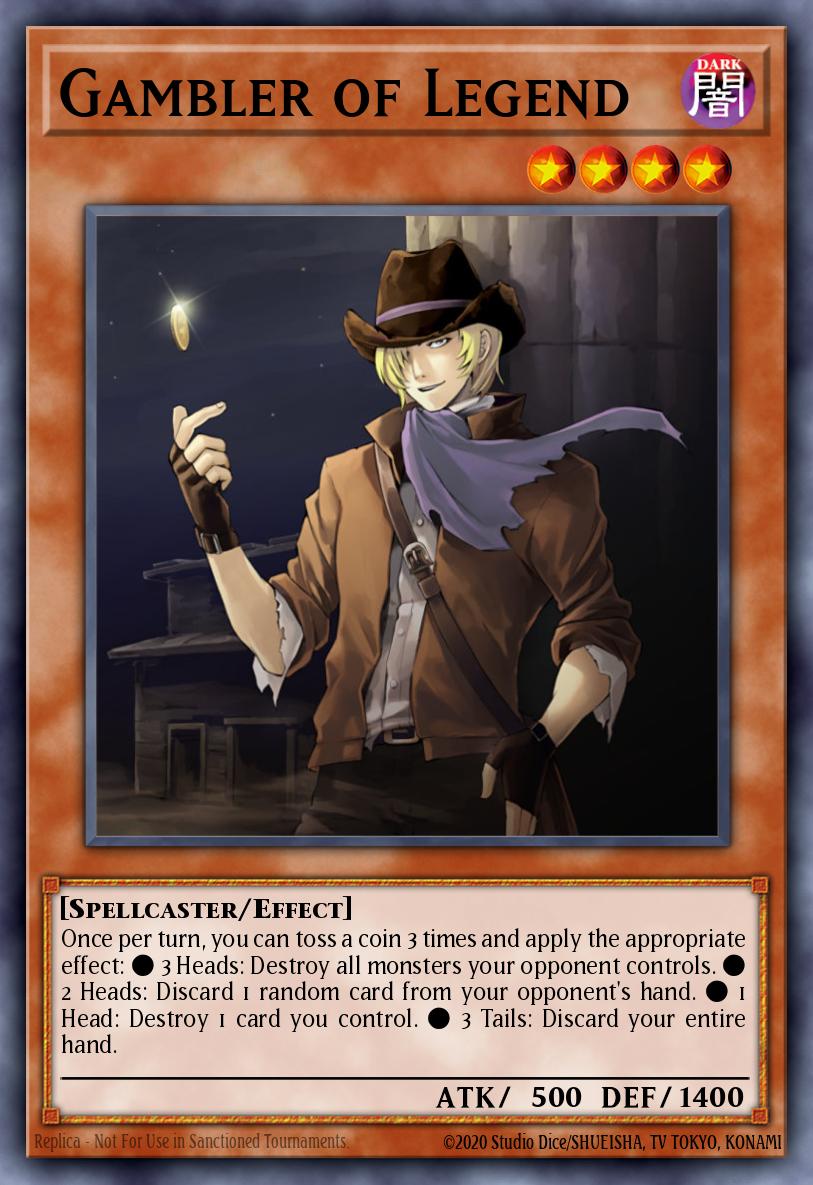 Gambler of Legend
DARK
闇
[Spellcaster/Effect]
Once per turn, you can toss a coin 3 times and apply the appropriate
effect: ● 3 Heads: Destroy all monsters your opponent controls. ●
2 Heads: Discard 1 random card from your opponent's hand. ● 1
Head: Destroy 1 card you control. ● 3 Tails: Discard your entire
hand.
ATK/ 500 DEF/1400
Replica - Not For Use in Sanctioned Tournaments.
©2020 Studio Dice/SHUEISHA, TV TOKYO, KONAMI